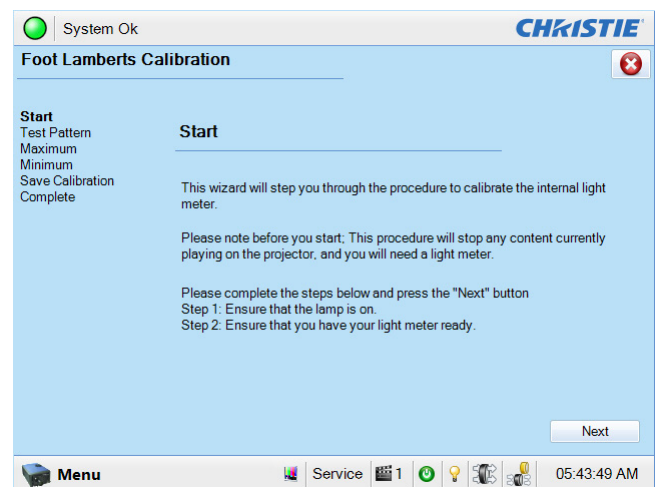 System Ok
CHRISTIE
Foot Lamberts Calibration
Start
Test Pattern
Maximum
Minimum
Save Calibration
Complete
Start
This wizard will step you through the procedure to calibrate the internal light
meter.
Please note before you start; This procedure will stop any content currently
playing on the projector, and you will need a light meter.
Please complete the steps below and press the "Next" button
Step 1: Ensure that the lamp is on.
Step 2: Ensure that you have your light meter ready.
Next
Menu
Service
1
05:43:49 AM